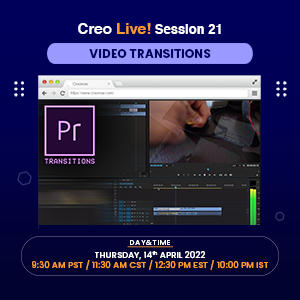 Creo Live! Session 21
VIDEO TRANSITIONS
Pr
TRANSITIONS
DAY&TIME
THURSDAY, 14th APRIL 2022
9:30 AM PST / 11:30 AM CST / 12:30 PM EST / 10:00 PM IST